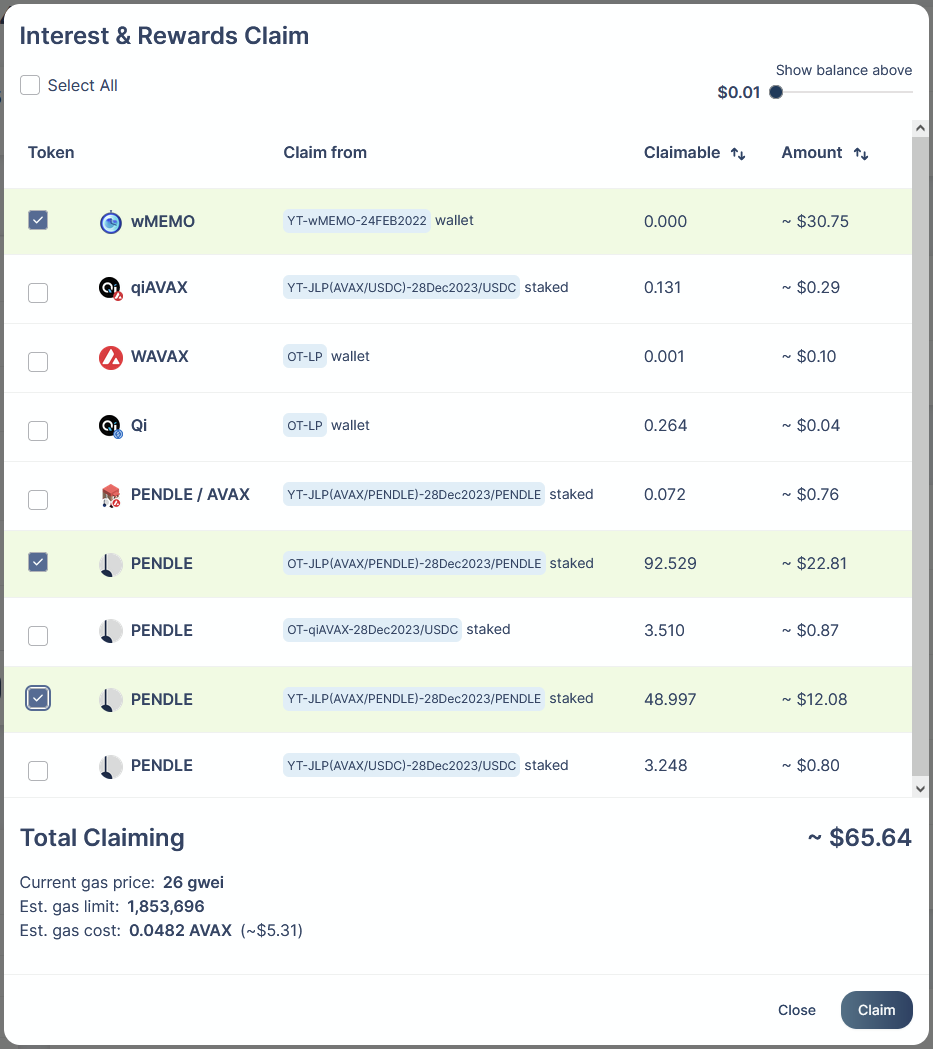 Interest & Rewards Claim
Show balance above
Select All
$0.01
Token Claim from Claimable Amount
wMEMO YT-wMEMO-24FEB2022 wallet 0.000 ~ $30.75
qiAVAX YT-JLP(AVAX/USDC)-28Dec2023/USDC staked 0.131 ~ $0.29
WAVAX OT-LP wallet 0.001 ~ $0.10
Qi OT-LP wallet 0.264 ~ $0.04
PENDLE / AVAX YT-JLP(AVAX/PENDLE)-28Dec2023/PENDLE staked 0.072 ~ $0.76
PENDLE OT-JLP(AVAX/PENDLE)-28Dec2023/PENDLE staked 92.529 ~ $22.81
PENDLE OT-qiAVAX-28Dec2023/USDC staked 3.510 ~ $0.87
PENDLE YT-JLP(AVAX/PENDLE)-28Dec2023/PENDLE staked 48.997 ~ $12.08
PENDLE YT-JLP(AVAX/USDC)-28Dec2023/USDC staked 3.248 ~ $0.80
Total Claiming ~ $65.64
Current gas price: 26 gwei
Est. gas limit: 1,853,696
Est. gas cost: 0.0482 AVAX (~$5.31)
Close Claim